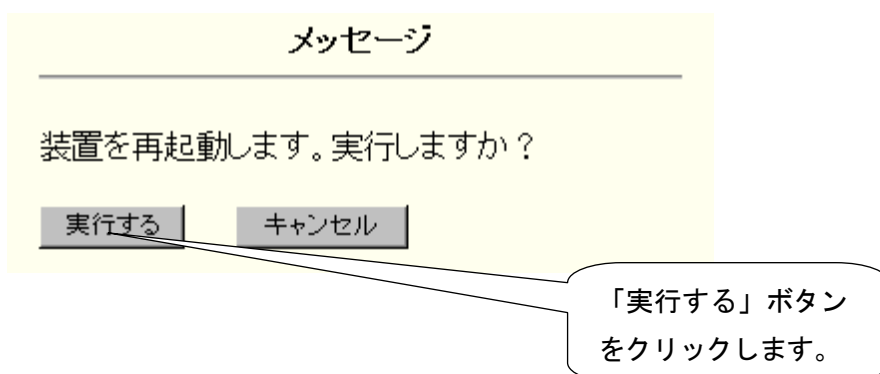 メッセージ
装置を再起動します。実行しますか？
実行する
キャンセル
「実行する」ボタン
をクリックします。